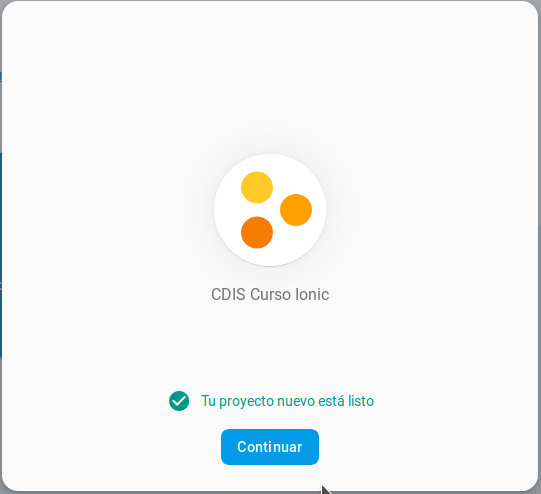 CDIS Curso Ionic
Tu proyecto nuevo está listo
Continuar